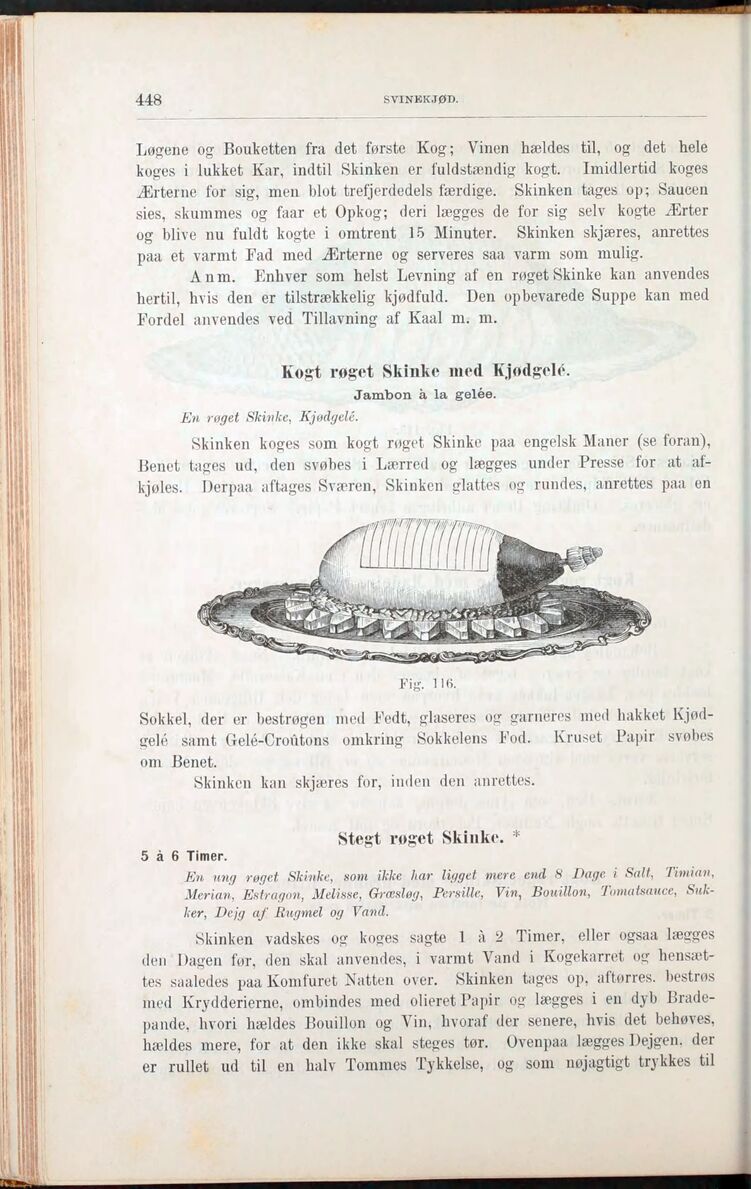 448
SVINEKJØD.
Løgene og Bouketten fra det første Kog; Vinen hældes til, og det hele
koges i lukket Kar, indtil Skinken er fuldstændig kogt. Imidlertid koges
Ærterne for sig, men blot trefjerdedels færdige. Skinken tages op; Saucen
sies, skummes og faar et Opkog; deri lægges de for sig selv kogte Ærter
og blive nu fuldt kogte i omtrent 15 Minuter. Skinken skjæres, anrettes
paa et varmt Fad med Ærterne og serveres saa varm som mulig.
Anm. Enhver som helst Levning af en røget Skinke kan anvendes
hertil, hvis den er tilstrækkelig kjødfuld. Den opbevarede Suppe kan med
Fordel anvendes ved Tillavning af Kaal m. m.
Kogt røget Skinke med Kjødgelé.
Jambon à la gelée.
En røget Skinke, Kjødgelé.
Skinken koges som kogt røget Skinke paa engelsk Maner (se foran),
Benet tages ud, den svøbes i Lærred og lægges under Presse for at af-
kjøles. Derpaa aftages Sværen, Skinken glattes og rundes, anrettes paa en
Fig. 116.
Sokkel, der er bestrøgen med Fedt, glaseres og garneres med hakket Kjød-
gelé samt Gelé-Croûtons omkring Sokkelens Fod. Kruset Papir svøbes
om Benet.
Skinken kan skjæres for, inden den anrettes.
Stegt røget Skinke. *
5 à 6 Timer.
En ung røget Skinke, som ikke har ligget mere end 8 Dage i Salt, Timian,
Merian, Estragon, Melisse, Græsløg, Persille, Vin, Bouillon, Tomatsauce, Suk-
ker, Dejg af Rugmel og Vand.
Skinken vadskes og koges sagte 1 à 2 Timer, eller ogsaa lægges
den Dagen før, den skal anvendes, i varmt Vand i Kogekarret og hensæt-
tes saaledes paa Komfuret Natten over. Skinken tages op, aftørres, bestrøs
med Krydderierne, ombindes med olieret Papir og lægges i en dyb Brade-
pande, hvori hældes Bouillon og Vin, hvoraf der senere, hvis det behøves,
hældes mere, for at den ikke skal steges tør. Ovenpaa lægges Dejgen, der
er rullet ud til en halv Tommes Tykkelse, og som nøjagtigt trykkes til